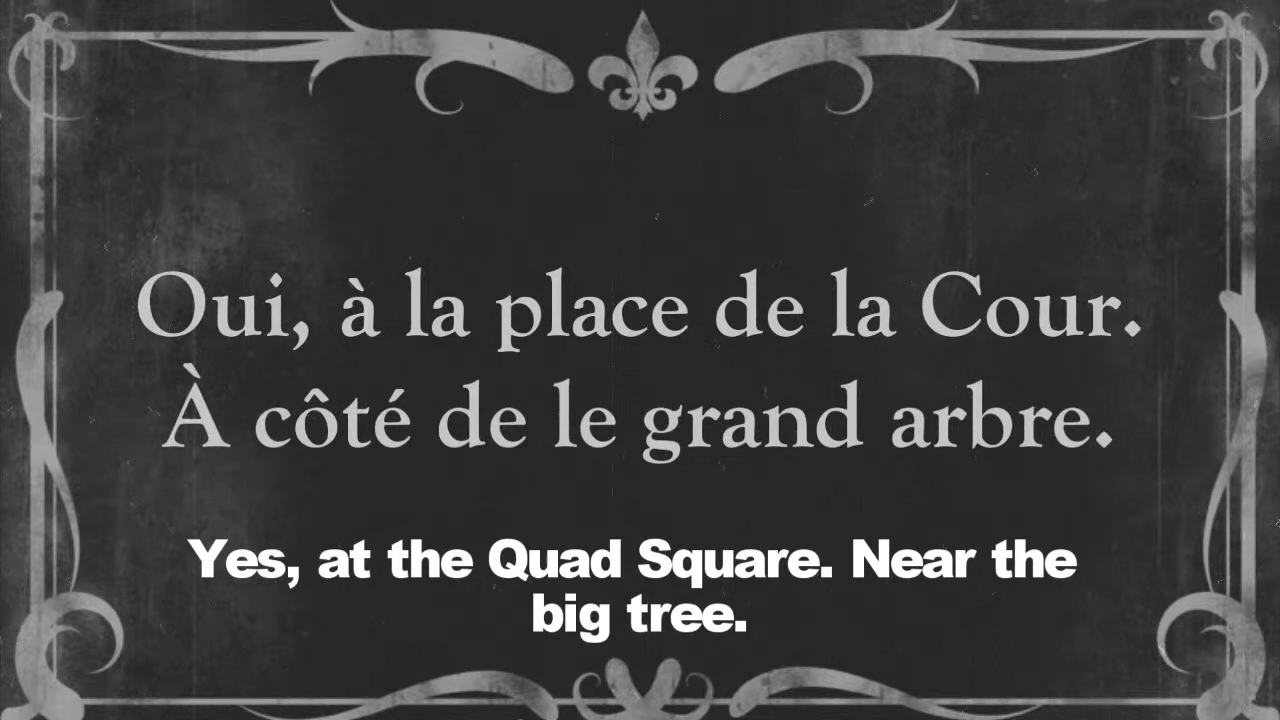 Oui, à la place de la Cour.
À côté de le grand arbre.
Yes, at the Quad Square. Near the
big tree.